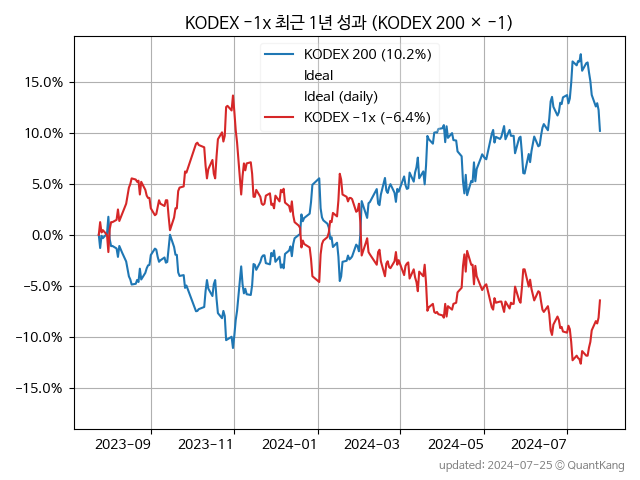 KODEX −1x 최근 1년 성과 (KODEX 200 × −1)
KODEX 200 (10.2%)
Ideal
Ideal (daily)
KODEX −1x (−6.4%)
15.0%
10.0%
5.0%
0.0%
−5.0%
−10.0%
−15.0%
2023−09
2023−11
2024−01
2024−03
2024−05
2024−07
updated: 2024-07-25 © QuantKang